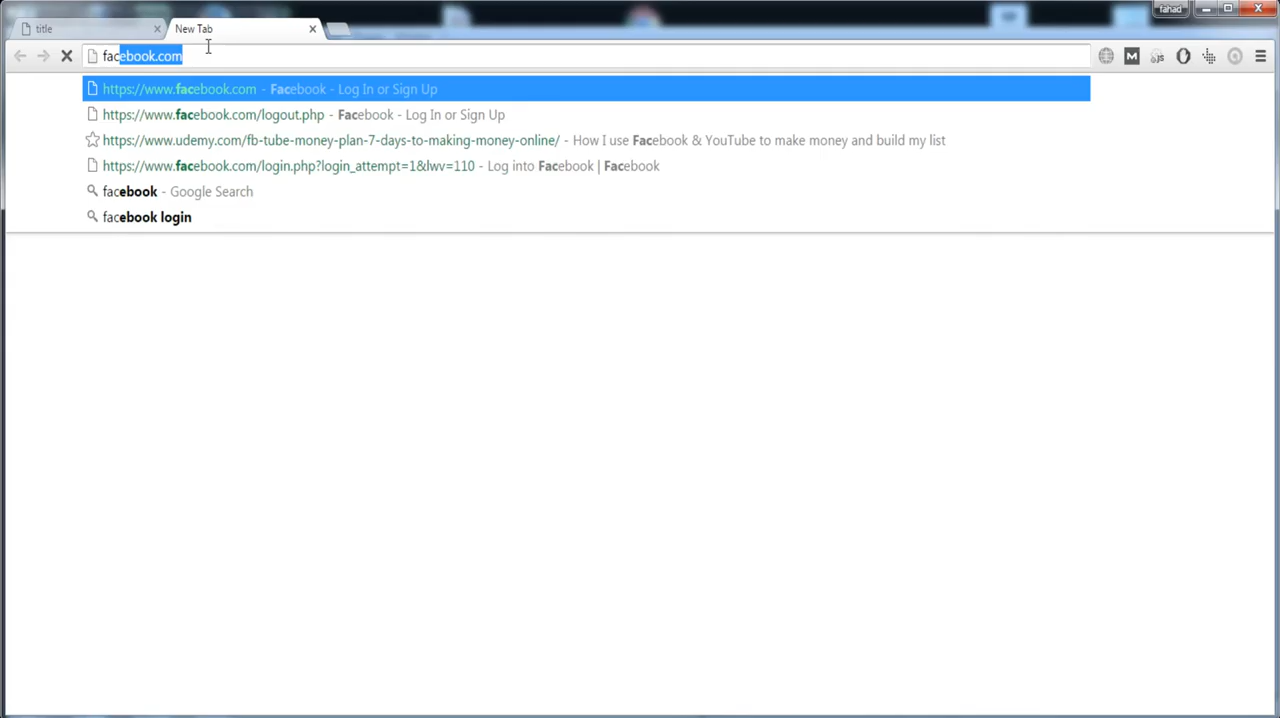 fahad
title
New Tab
facebook.com
https://www.facebook.com - Facebook - Log In or Sign Up
https://www.facebook.com/logout.php - Facebook - Log In or Sign Up
https://www.udemy.com/fb-tube-money-plan-7-days-to-making-money-online/ - How I use Facebook & YouTube to make money and build my list
https://www.facebook.com/login.php?login_attempt=1&lwv=110 - Log into Facebook | Facebook
facebook - Google Search
facebook login
M
JS